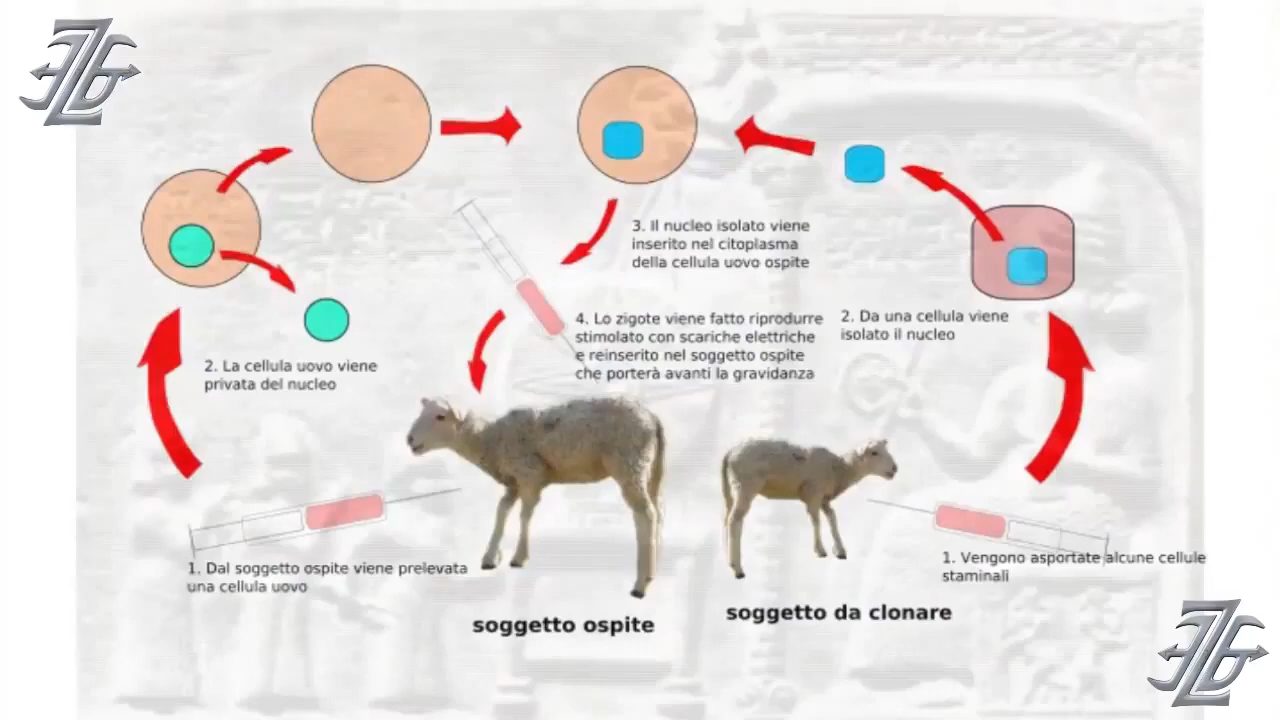 3. Il nucleo isolato viene
inserito nel citoplasma
della cellula uovo ospite
4. Lo zigote viene fatto riprodurre
stimolato con scariche elettriche
e reinserito nel soggetto ospite
che porterà avanti la gravidanza
2. Da una cellula viene
isolato il nucleo
2. La cellula uovo viene
privata del nucleo
1. Dal soggetto ospite viene prelevata
una cellula uovo
1. Vengono asportate alcune cellule
staminali
soggetto ospite
soggetto da clonare